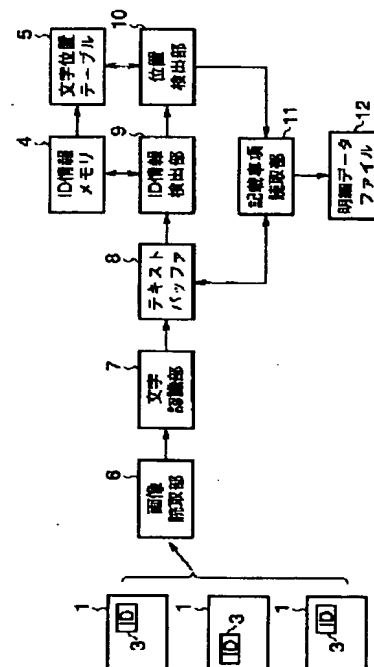 1
ID
3
1
ID
3
1
ID
3
6
画像
読取部
7
文字
認識部
8
テキスト
バッファ
9
ID情報
検出部
4
ID情報
メモリ
5
文字位置
テーブル
10
位置
検出部
11
記載事項
読取部
12
明細データ
ファイル